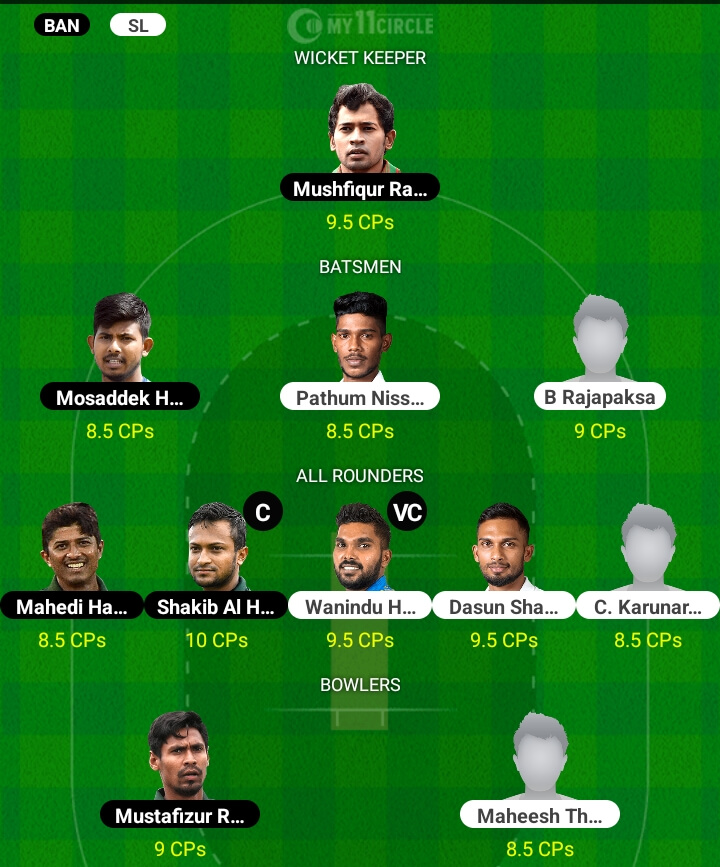 BAN SL MY11CIRCLE
WICKET KEEPER
Mushfiqur Ra...
9.5 CPs
BATSMEN
Mosaddek H... Pathum Niss... B Rajapaksa
8.5 CPs 8.5 CPs 9 CPs
ALL ROUNDERS
C VC
Mahedi Ha... Shakib Al H... Wanindu H... Dasun Sha... C. Karunar...
8.5 CPs 10 CPs 9.5 CPs 9.5 CPs 8.5 CPs
BOWLERS
Mustafizur R... Maheesh Th...
9 CPs 8.5 CPs